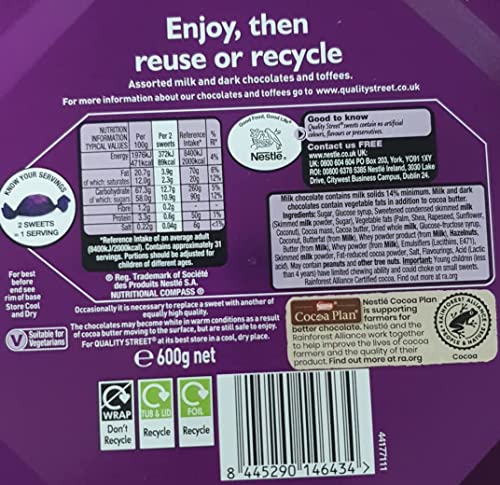 Enjoy, then
reuse or recycle
Assorted milk and dark chocolates and toffees.
For more information about our chocolates and toffees go to www.qualitystreet.co.uk
NUTRITION INFORMATION TYPICAL VALUES Per 100g Per 2 sweets Reference Intake* % RI*
Energy 1976kJ 372kJ 8400kJ
471kcal 89kcal 2000kcal 4%
Fat 20.7g 3.9g 70g 6%
of which: saturates 12.0g 2.3g 20g 12%
Carbohydrate 67.3g 12.7g 260g 5%
of which: sugars 58.0g 10.9g 90g 12%
Fibre 1.2g 0.2g - -
Protein 3.3g 0.6g 50g 1%
Salt 0.22g 0.04g 6g <1%
*Reference Intake of an average adult
(8400kJ/2000kcal). Contains approximately 31
servings. Portions should be adjusted for
children of different ages.
® Reg. Trademark of Société
des Produits Nestlé S.A.
NUTRITIONAL COMPASS ®
Good Food, Good Life
Nestlé®
Good to know
Quality Street® sweets contain no artificial
colours, flavours or preservatives.
Contact us FREE
www.nestle.co.uk
UK: 0800 604 604 PO Box 203, York, YO91 1XY
ROI: 00800 6378 5385 Nestlé Ireland, 3030 Lake
Drive, Citywest Business Campus, Dublin 24.
KNOW YOUR SERVINGS
2 SWEETS
= 1 SERVING
Milk chocolate contains milk solids 14% minimum. Milk and dark
chocolates contain vegetable fats in addition to cocoa butter.
Ingredients: Sugar, Glucose syrup, Sweetened condensed skimmed milk
(Skimmed milk powder, Sugar), Vegetable fats (Palm, Shea, Rapeseed, Sunflower,
Coconut), Cocoa mass, Cocoa butter, Dried whole milk, Glucose-fructose syrup,
Coconut, Butterfat (from Milk), Whey powder product (from Milk), Hazelnuts,
Butter (from Milk), Whey powder (from Milk), Emulsifiers (Lecithins, E471),
Skimmed milk powder, Fat-reduced cocoa powder, Salt, Flavourings, Acid (Lactic
acid). May contain peanuts and other tree nuts. Important: Young children (less
than 4 years) have limited chewing ability and could choke on small sweets.
Rainforest Alliance Certified cocoa. Find out more at ra.org
For best
before
end see
rim of base
Store Cool
and Dry
V Suitable for
Vegetarians
Occasionally it is necessary to replace a sweet with another of
equally high quality.
The chocolates may become white in warm conditions as a result
of cocoa butter moving to the surface, but are still safe to enjoy.
For QUALITY STREET® at its best store in a cool, dry place.
℮600g net
Nestlé
Cocoa Plan®
Nestlé Cocoa Plan
is supporting
farmers for
better chocolate. Nestlé and the
Rainforest Alliance work together
to help improve the lives of cocoa
farmers and the quality of their
product. Find out more at ra.org
RAINFOREST ALLIANCE
PEOPLE & NATURE
Cocoa
WRAP
Don't
Recycle
TUB & LID
Recycle
FOIL
Recycle
8 445290 146434 >
44177111